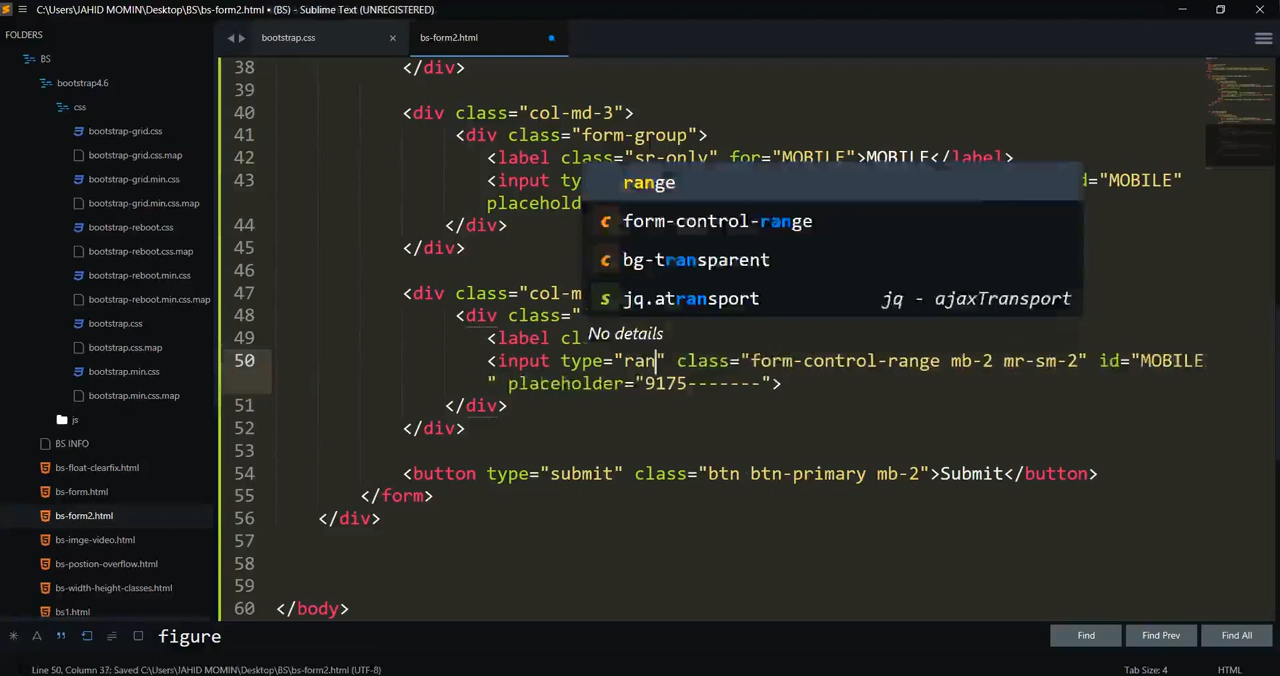 C:\Users\JAHID MOMIN\Desktop\BS\bs-form2.html • (BS) - Sublime Text (UNREGISTERED)
FOLDERS
BS
bootstrap4.6
css
bootstrap-grid.css
bootstrap-grid.css.map
bootstrap-grid.min.css
bootstrap-grid.min.css.map
bootstrap-reboot.css
bootstrap-reboot.css.map
bootstrap-reboot.min.css
bootstrap-reboot.min.css.map
bootstrap.css
bootstrap.css.map
bootstrap.min.css
bootstrap.min.css.map
js
BS INFO
bs-float-clearfix.html
bs-form.html
bs-form2.html
bs-imge-video.html
bs-postion-overflow.html
bs-width-height-classes.html
bs1.html
bootstrap.css
bs-form2.html
38 </div>
39
40 <div class="col-md-3">
41 <div class="form-group">
42 <label class="sr-only" for="MOBILE">MOBILE</label>
43 <input ty d="MOBILE"
placehold
44 </div>
45 </div>
46
47 <div class="col-m
48 <div class="
49 <label cl
50 <input type="ran" class="form-control-range mb-2 mr-sm-2" id="MOBILE
" placeholder="9175-------">
51 </div>
52 </div>
53
54 <button type="submit" class="btn btn-primary mb-2">Submit</button>
55 </form>
56 </div>
57
58
59
60 </body>
range
c form-control-range
c bg-transparent
s jq.atransport jq - ajaxTransport
No details
figure
Find
Find Prev
Find All
Line 50, Column 37; Saved C:\Users\JAHID MOMIN\Desktop\BS\bs-form2.html (UTF-8)
Tab Size: 4
HTML